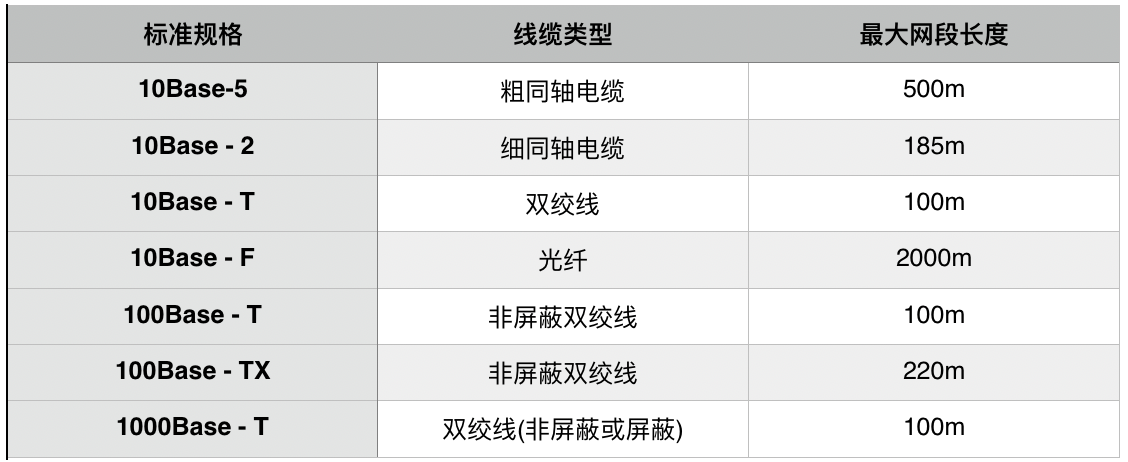 标准规格 线缆类型 最大网段长度
10Base-5 粗同轴电缆 500m
10Base - 2 细同轴电缆 185m
10Base - T 双绞线 100m
10Base - F 光纤 2000m
100Base - T 非屏蔽双绞线 100m
100Base - TX 非屏蔽双绞线 220m
1000Base - T 双绞线(非屏蔽或屏蔽) 100m